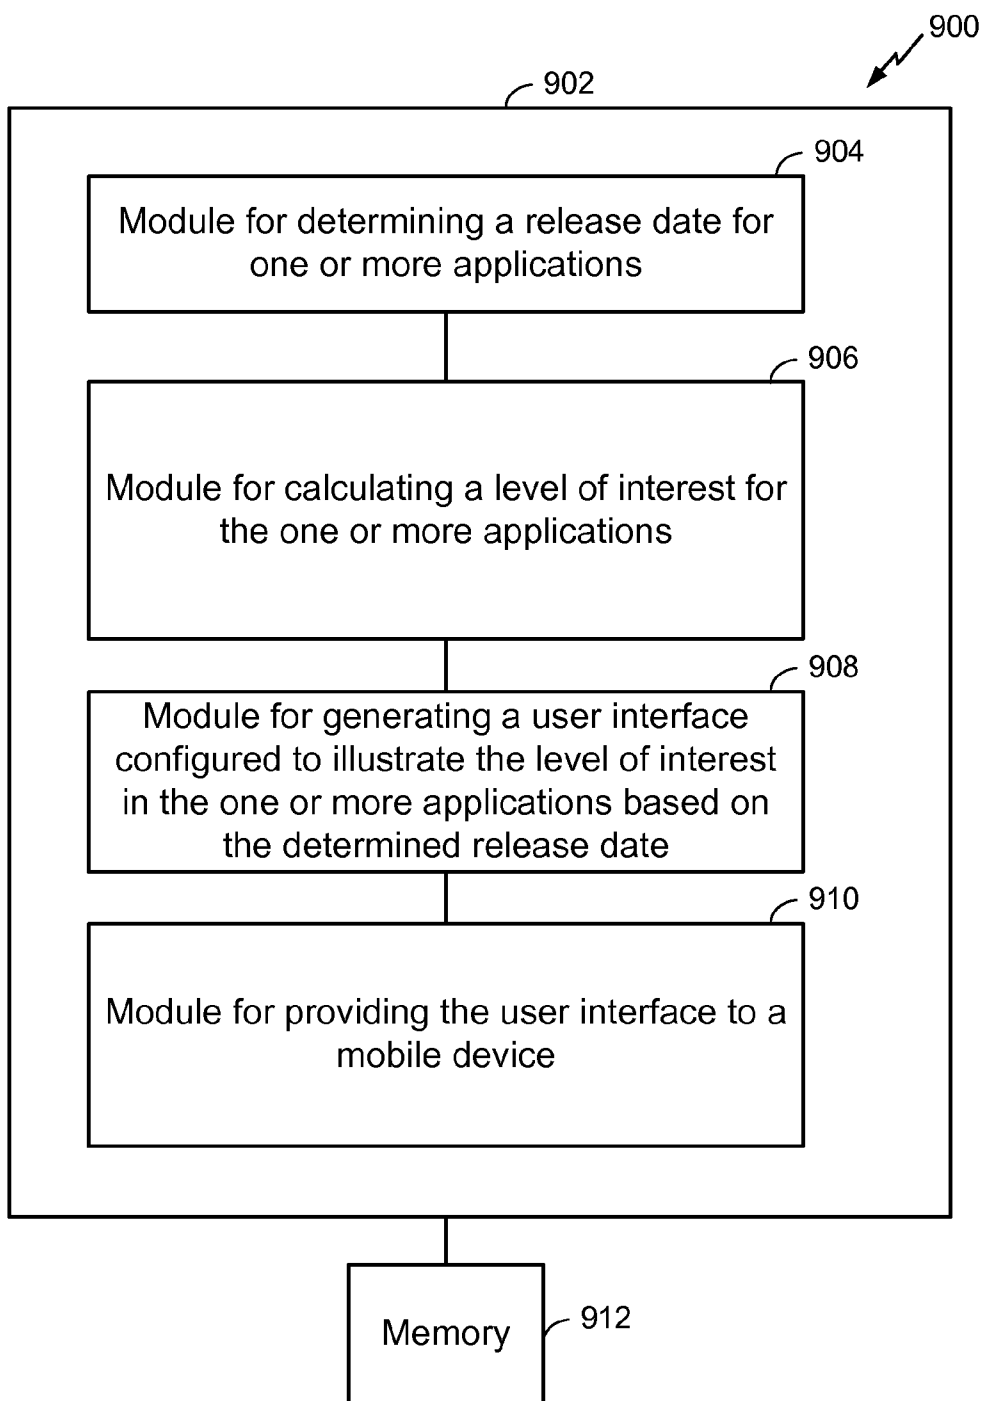 900
902
904
Module for determining a release date for
one or more applications
906
Module for calculating a level of interest for
the one or more applications
908
Module for generating a user interface
configured to illustrate the level of interest
in the one or more applications based on
the determined release date
910
Module for providing the user interface to a
mobile device
Memory
912